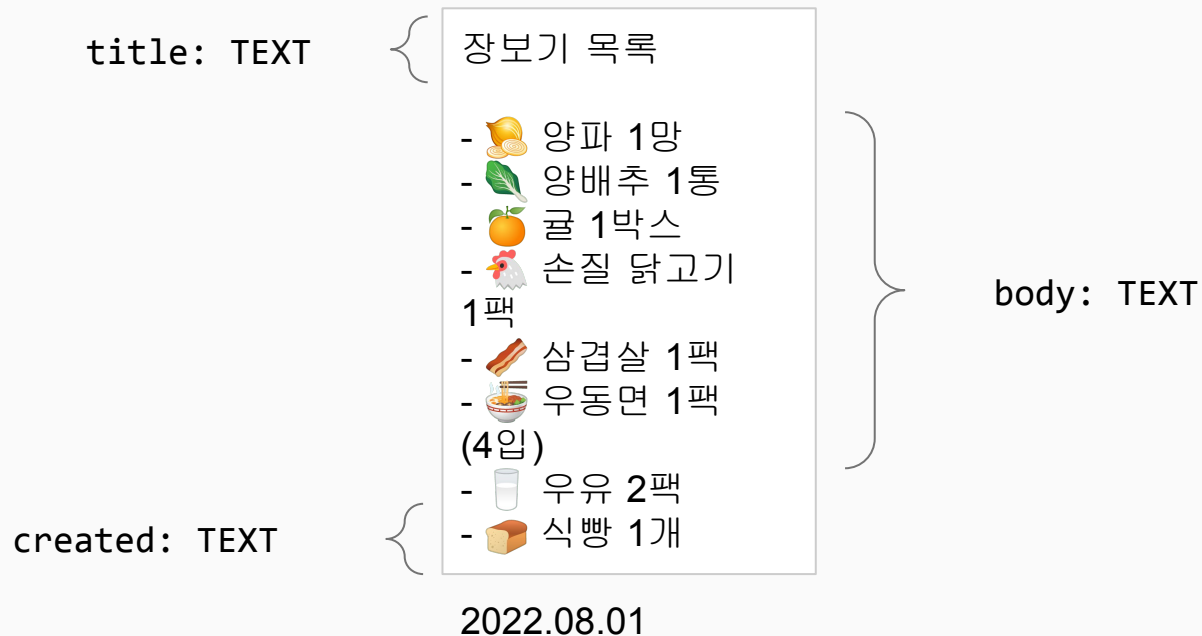 title: TEXT
장보기 목록
- 🧅 양파 1망
- 🥬 양배추 1통
- 🍊 귤 1박스
- 🐔 손질 닭고기
1팩
- 🥓 삼겹살 1팩
- 🍜 우동면 1팩
(4입)
- 🥛 우유 2팩
- 🍞 식빵 1개
body: TEXT
created: TEXT
2022.08.01